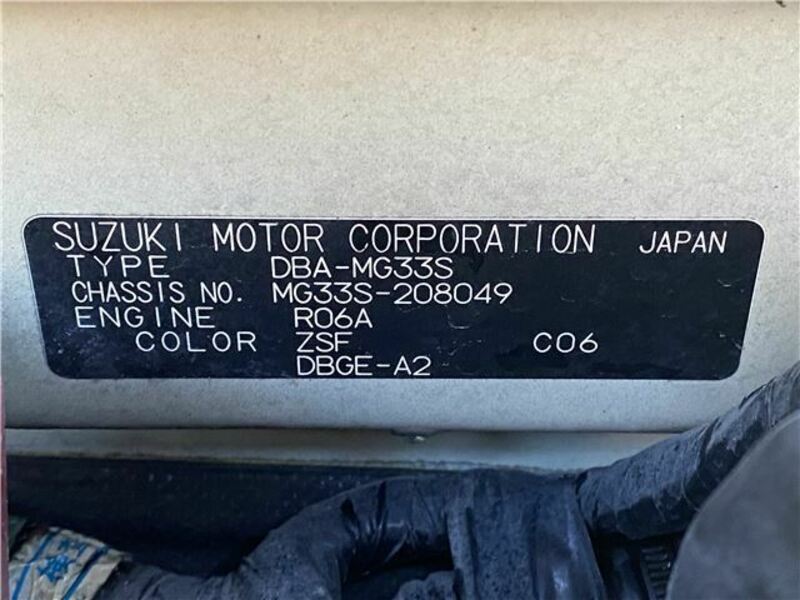 SUZUKI MOTOR CORPORATION JAPAN
TYPE DBA-MG33S
CHASSIS NO. MG33S-208049
ENGINE R06A
COLOR ZSF C06
DBGE-A2